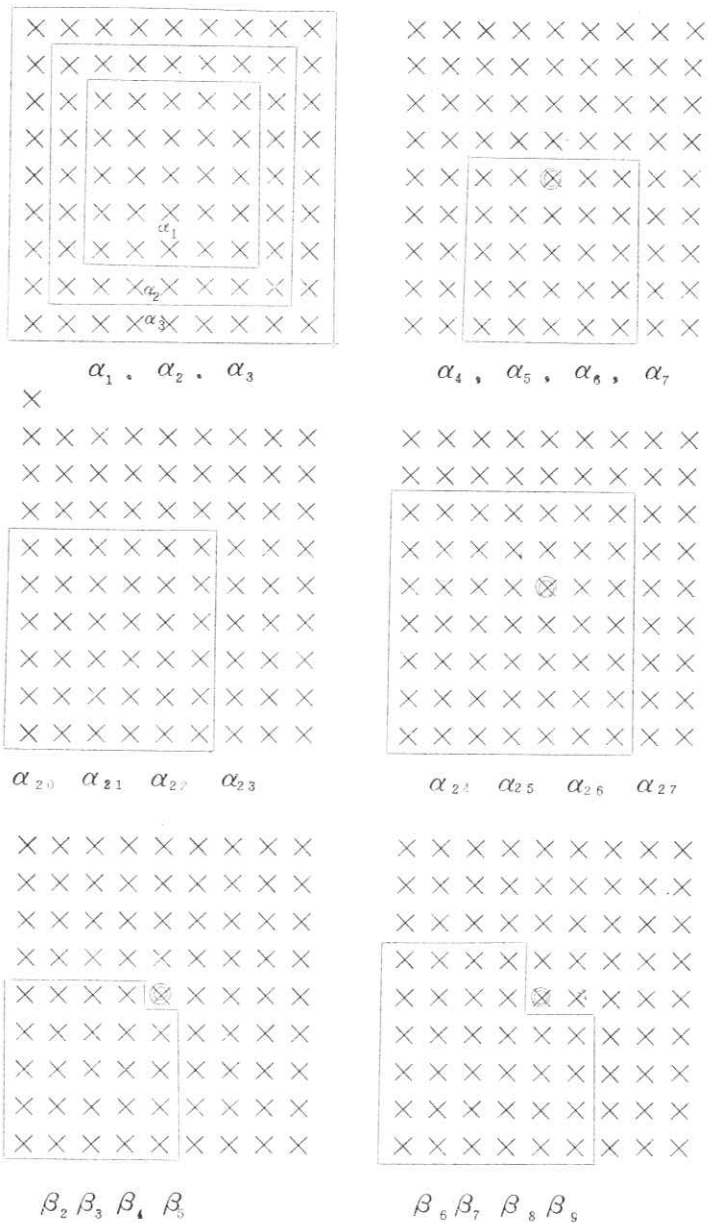 α₁
α₂
α₃
α₁ . α₂ . α₃
α₄ , α₅ , α₆ , α₇
α₂₀ α₂₁ α₂₂ α₂₃
α₂₄ α₂₅ α₂₆ α₂₇
β₂ β₃ β₄ β₅
β₆ β₇ β₈ β₉